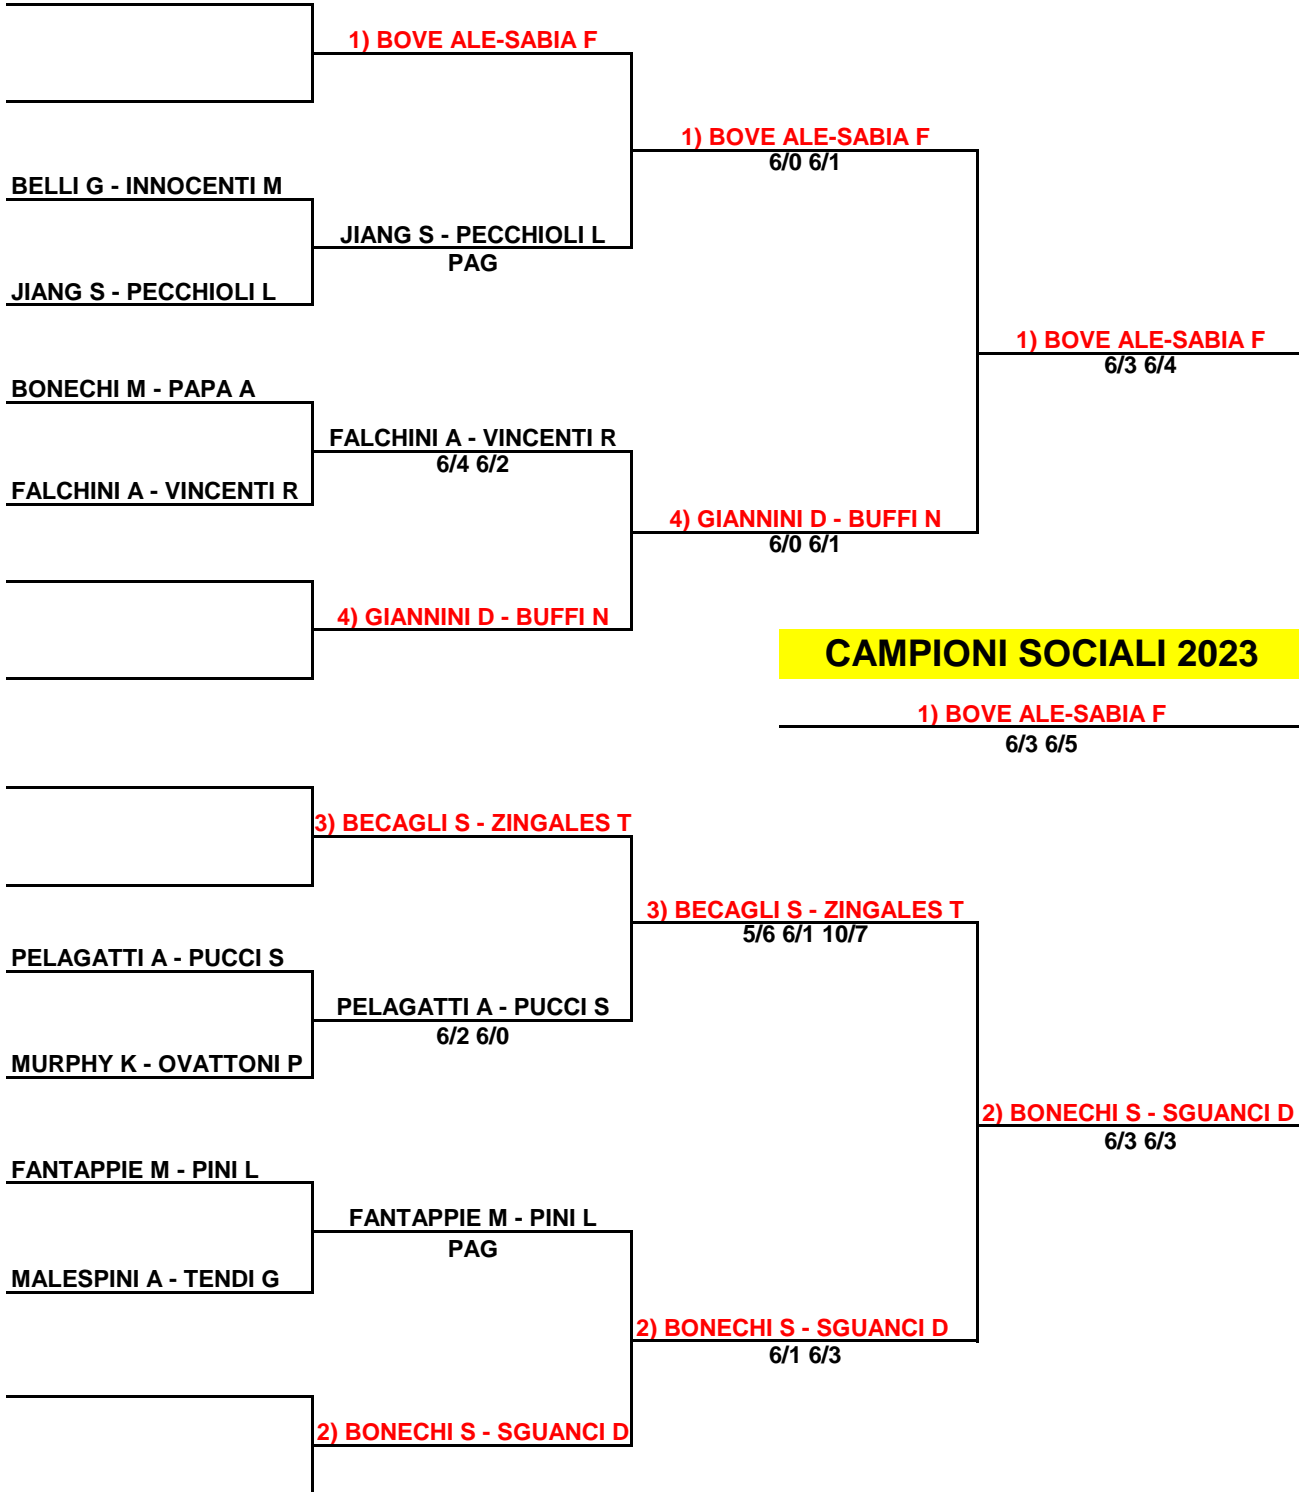 1) BOVE ALE-SABIA F
1) BOVE ALE-SABIA F
6/0 6/1
BELLI G - INNOCENTI M
JIANG S - PECCHIOLI L
PAG
JIANG S - PECCHIOLI L
1) BOVE ALE-SABIA F
6/3 6/4
BONECHI M - PAPA A
FALCHINI A - VINCENTI R
6/4 6/2
FALCHINI A - VINCENTI R
4) GIANNINI D - BUFFI N
6/0 6/1
4) GIANNINI D - BUFFI N
CAMPIONI SOCIALI 2023
1) BOVE ALE-SABIA F
6/3 6/5
3) BECAGLI S - ZINGALES T
3) BECAGLI S - ZINGALES T
5/6 6/1 10/7
PELAGATTI A - PUCCI S
PELAGATTI A - PUCCI S
6/2 6/0
MURPHY K - OVATTONI P
2) BONECHI S - SGUANCI D
6/3 6/3
FANTAPPIE M - PINI L
FANTAPPIE M - PINI L
PAG
MALESPINI A - TENDI G
2) BONECHI S - SGUANCI D
6/1 6/3
2) BONECHI S - SGUANCI D